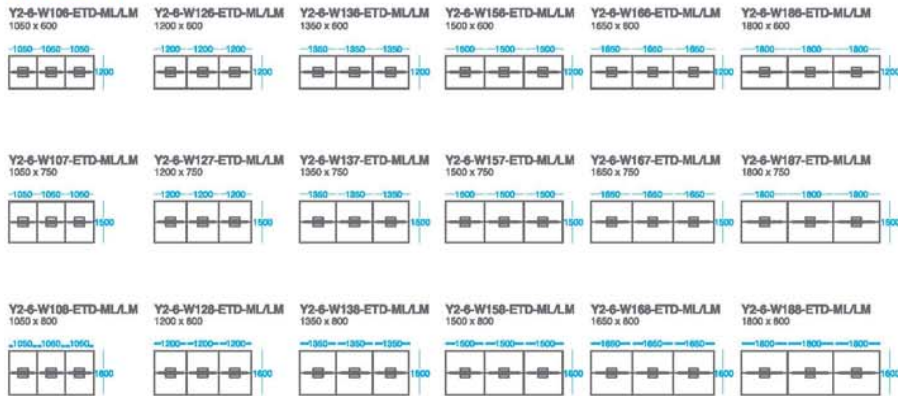 Y2-6-W106-ETD-ML/LM Y2-6-W126-ETD-ML/LM Y2-6-W136-ETD-ML/LM Y2-6-W156-ETD-ML/LM Y2-6-W166-ETD-ML/LM Y2-6-W186-ETD-ML/LM
1050 x 600 1200 x 600 1350 x 600 1500 x 600 1650 x 600 1800 x 600
1050 1050 1050 1200 1200 1200 1350 1350 1350 1500 1500 1500 1650 1650 1650 1800 1800 1800
1200 1200 1200 1200 1200 1200
Y2-6-W107-ETD-ML/LM Y2-6-W127-ETD-ML/LM Y2-6-W137-ETD-ML/LM Y2-6-W157-ETD-ML/LM Y2-6-W167-ETD-ML/LM Y2-6-W187-ETD-ML/LM
1050 x 750 1200 x 750 1350 x 750 1500 x 750 1650 x 750 1800 x 750
1050 1050 1050 1200 1200 1200 1350 1350 1350 1500 1500 1500 1650 1650 1650 1800 1800 1800
1500 1500 1500 1500 1500 1500
Y2-6-W108-ETD-ML/LM Y2-6-W128-ETD-ML/LM Y2-6-W138-ETD-ML/LM Y2-6-W158-ETD-ML/LM Y2-6-W168-ETD-ML/LM Y2-6-W188-ETD-ML/LM
1050 x 800 1200 x 800 1350 x 800 1500 x 800 1650 x 800 1800 x 800
1050 1050 1050 1200 1200 1200 1350 1350 1350 1500 1500 1500 1650 1650 1650 1800 1800 1800
1600 1600 1600 1600 1600 1600